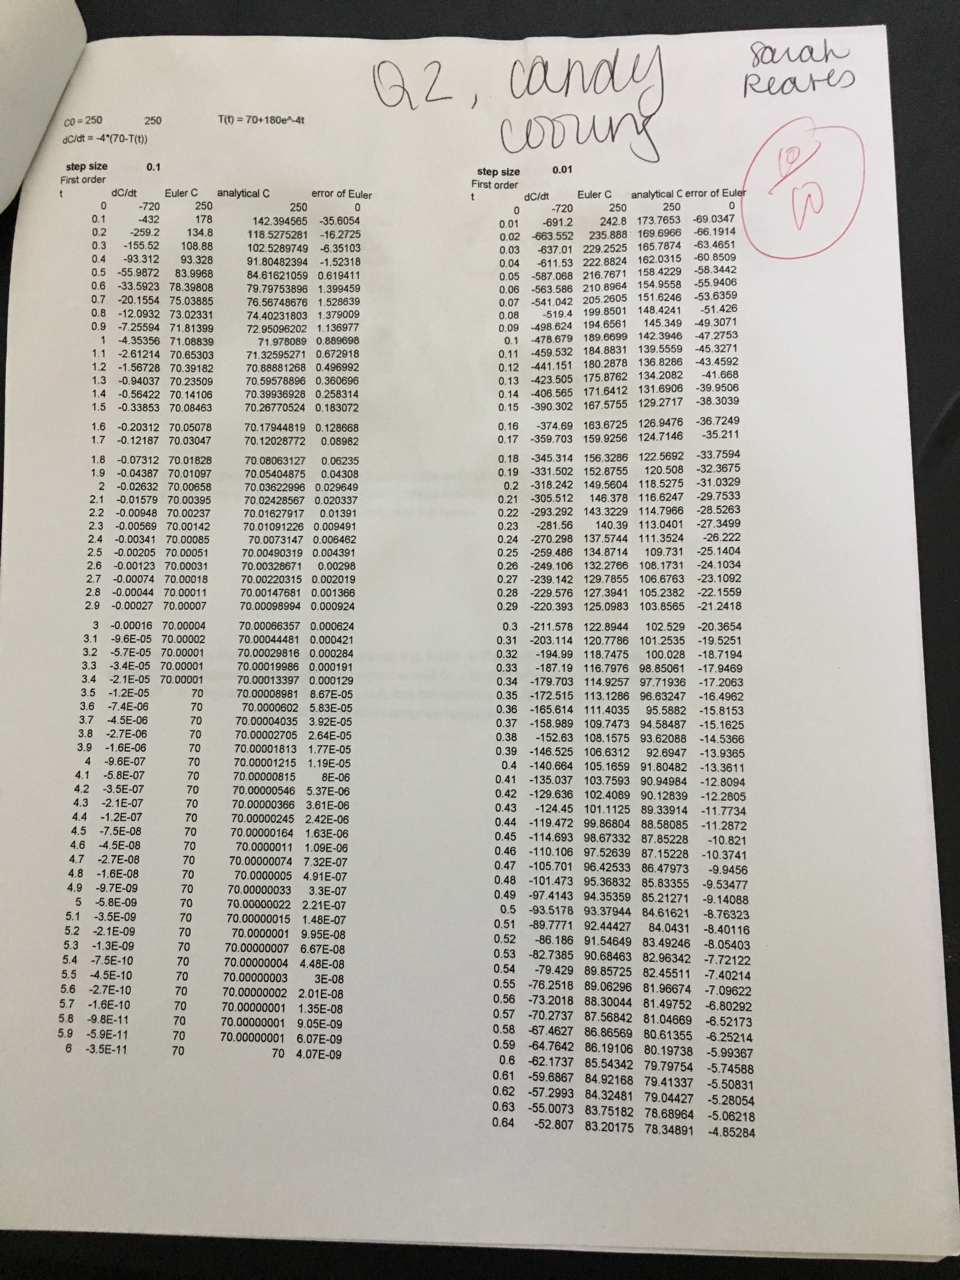 Q2, candy
cooling
Sarah
Reares
10/10
C0 = 250 250 T(t) = 70+180e^-4t
dC/dt = -4*(70-T(t))
step size 0.1
First order
t dC/dt Euler C analytical C error of Euler
0 -720 250 250 0
0.1 -432 178 142.394565 -35.6054
0.2 -259.2 134.8 118.5275281 -16.2725
0.3 -155.52 108.88 102.5289749 -6.35103
0.4 -93.312 93.328 91.80482394 -1.52318
0.5 -55.9872 83.9968 84.61621059 0.619411
0.6 -33.5923 78.39808 79.79753896 1.399459
0.7 -20.1554 75.03885 76.56748676 1.528639
0.8 -12.0932 73.02331 74.40231803 1.379009
0.9 -7.25594 71.81399 72.95096202 1.136977
1 -4.35356 71.08839 71.978089 0.889698
1.1 -2.61214 70.65303 71.32595271 0.672918
1.2 -1.56728 70.39182 70.88881268 0.496992
1.3 -0.94037 70.23509 70.59578896 0.360696
1.4 -0.56422 70.14106 70.39936928 0.258314
1.5 -0.33853 70.08463 70.26770524 0.183072
1.6 -0.20312 70.05078 70.17944819 0.128668
1.7 -0.12187 70.03047 70.12028772 0.08982
1.8 -0.07312 70.01828 70.08063127 0.06235
1.9 -0.04387 70.01097 70.05404875 0.04308
2 -0.02632 70.00658 70.03622996 0.029649
2.1 -0.01579 70.00395 70.02428567 0.020337
2.2 -0.00948 70.00237 70.01627917 0.01391
2.3 -0.00569 70.00142 70.01091226 0.009491
2.4 -0.00341 70.00085 70.0073147 0.006462
2.5 -0.00205 70.00051 70.00490319 0.004391
2.6 -0.00123 70.00031 70.00328671 0.00298
2.7 -0.00074 70.00018 70.00220315 0.002019
2.8 -0.00044 70.00011 70.00147681 0.001366
2.9 -0.00027 70.00007 70.00098994 0.000924
3 -0.00016 70.00004 70.00066357 0.000624
3.1 -9.6E-05 70.00002 70.00044481 0.000421
3.2 -5.7E-05 70.00001 70.00029816 0.000284
3.3 -3.4E-05 70.00001 70.00019986 0.000191
3.4 -2.1E-05 70.00001 70.00013397 0.000129
3.5 -1.2E-05 70 70.00008981 8.67E-05
3.6 -7.4E-06 70 70.0000602 5.83E-05
3.7 -4.5E-06 70 70.00004035 3.92E-05
3.8 -2.7E-06 70 70.00002705 2.64E-05
3.9 -1.6E-06 70 70.00001813 1.77E-05
4 -9.6E-07 70 70.00001215 1.19E-05
4.1 -5.8E-07 70 70.00000815 8E-06
4.2 -3.5E-07 70 70.00000546 5.37E-06
4.3 -2.1E-07 70 70.00000366 3.61E-06
4.4 -1.2E-07 70 70.00000245 2.42E-06
4.5 -7.5E-08 70 70.00000164 1.63E-06
4.6 -4.5E-08 70 70.0000011 1.09E-06
4.7 -2.7E-08 70 70.00000074 7.32E-07
4.8 -1.6E-08 70 70.0000005 4.91E-07
4.9 -9.7E-09 70 70.00000033 3.3E-07
5 -5.8E-09 70 70.00000022 2.21E-07
5.1 -3.5E-09 70 70.00000015 1.48E-07
5.2 -2.1E-09 70 70.0000001 9.95E-08
5.3 -1.3E-09 70 70.00000007 6.67E-08
5.4 -7.5E-10 70 70.00000004 4.48E-08
5.5 -4.5E-10 70 70.00000003 3E-08
5.6 -2.7E-10 70 70.00000002 2.01E-08
5.7 -1.6E-10 70 70.00000001 1.35E-08
5.8 -9.8E-11 70 70.00000001 9.05E-09
5.9 -5.9E-11 70 70.00000001 6.07E-09
6 -3.5E-11 70 70 4.07E-09
step size 0.01
First order
t dC/dt Euler C analytical C error of Euler
0 -720 250 250 0
0.01 -691.2 242.8 173.7653 -69.0347
0.02 -663.552 235.888 169.6966 -66.1914
0.03 -637.01 229.2525 165.7874 -63.4651
0.04 -611.53 222.8824 162.0315 -60.8509
0.05 -587.068 216.7671 158.4229 -58.3442
0.06 -563.586 210.8964 154.9558 -55.9406
0.07 -541.042 205.2605 151.6246 -53.6359
0.08 -519.4 199.8501 148.4241 -51.426
0.09 -498.624 194.6561 145.349 -49.3071
0.1 -478.679 189.6699 142.3946 -47.2753
0.11 -459.532 184.8831 139.5559 -45.3271
0.12 -441.151 180.2878 136.8286 -43.4592
0.13 -423.505 175.8762 134.2082 -41.668
0.14 -406.565 171.6412 131.6906 -39.9506
0.15 -390.302 167.5755 129.2717 -38.3039
0.16 -374.69 163.6725 126.9476 -36.7249
0.17 -359.703 159.9256 124.7146 -35.211
0.18 -345.314 156.3286 122.5692 -33.7594
0.19 -331.502 152.8755 120.508 -32.3675
0.2 -318.242 149.5604 118.5275 -31.0329
0.21 -305.512 146.378 116.6247 -29.7533
0.22 -293.292 143.3229 114.7966 -28.5263
0.23 -281.56 140.39 113.0401 -27.3499
0.24 -270.298 137.5744 111.3524 -26.222
0.25 -259.486 134.8714 109.731 -25.1404
0.26 -249.106 132.2766 108.1731 -24.1034
0.27 -239.142 129.7855 106.6763 -23.1092
0.28 -229.576 127.3941 105.2382 -22.1559
0.29 -220.393 125.0983 103.8565 -21.2418
0.3 -211.578 122.8944 102.529 -20.3654
0.31 -203.114 120.7786 101.2535 -19.5251
0.32 -194.99 118.7475 100.028 -18.7194
0.33 -187.19 116.7976 98.85061 -17.9469
0.34 -179.703 114.9257 97.71936 -17.2063
0.35 -172.515 113.1286 96.63247 -16.4962
0.36 -165.614 111.4035 95.5882 -15.8153
0.37 -158.989 109.7473 94.58487 -15.1625
0.38 -152.63 108.1575 93.62088 -14.5366
0.39 -146.525 106.6312 92.6947 -13.9365
0.4 -140.664 105.1659 91.80482 -13.3611
0.41 -135.037 103.7593 90.94984 -12.8094
0.42 -129.636 102.4089 90.12839 -12.2805
0.43 -124.45 101.1125 89.33914 -11.7734
0.44 -119.472 99.86804 88.58085 -11.2872
0.45 -114.693 98.67332 87.85228 -10.821
0.46 -110.106 97.52639 87.15228 -10.3741
0.47 -105.701 96.42533 86.47973 -9.9456
0.48 -101.473 95.36832 85.83355 -9.53477
0.49 -97.4143 94.35359 85.21271 -9.14088
0.5 -93.5178 93.37944 84.61621 -8.76323
0.51 -89.7771 92.44427 84.0431 -8.40116
0.52 -86.186 91.54649 83.49246 -8.05403
0.53 -82.7385 90.68463 82.96342 -7.72122
0.54 -79.429 89.85725 82.45511 -7.40214
0.55 -76.2518 89.06296 81.96674 -7.09622
0.56 -73.2018 88.30044 81.49752 -6.80292
0.57 -70.2737 87.56842 81.04669 -6.52173
0.58 -67.4627 86.86569 80.61355 -6.25214
0.59 -64.7642 86.19106 80.19738 -5.99367
0.6 -62.1737 85.54342 79.79754 -5.74588
0.61 -59.6867 84.92168 79.41337 -5.50831
0.62 -57.2993 84.32481 79.04427 -5.28054
0.63 -55.0073 83.75182 78.68964 -5.06218
0.64 -52.807 83.20175 78.34891 -4.85284